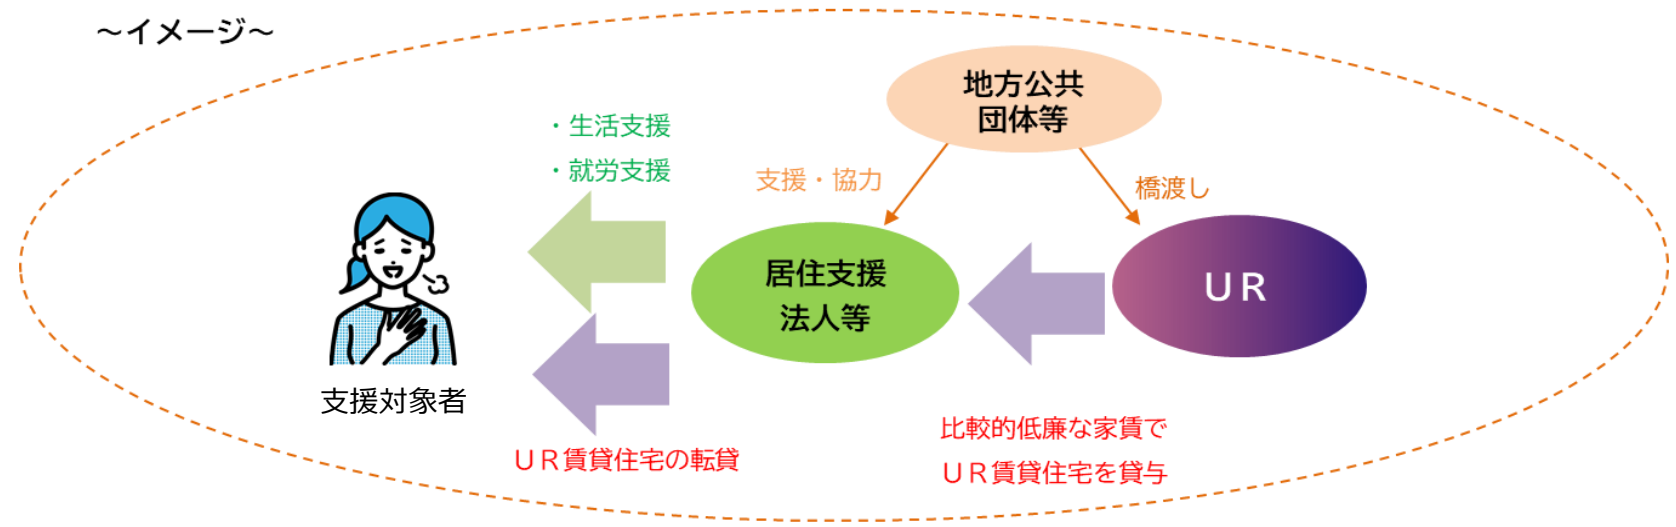 ～イメージ～
地方公共
団体等
・生活支援
・就労支援
支援・協力
橋渡し
居住支援
法人等
ＵＲ
支援対象者
ＵＲ賃貸住宅の転貸
比較的低廉な家賃で
ＵＲ賃貸住宅を貸与